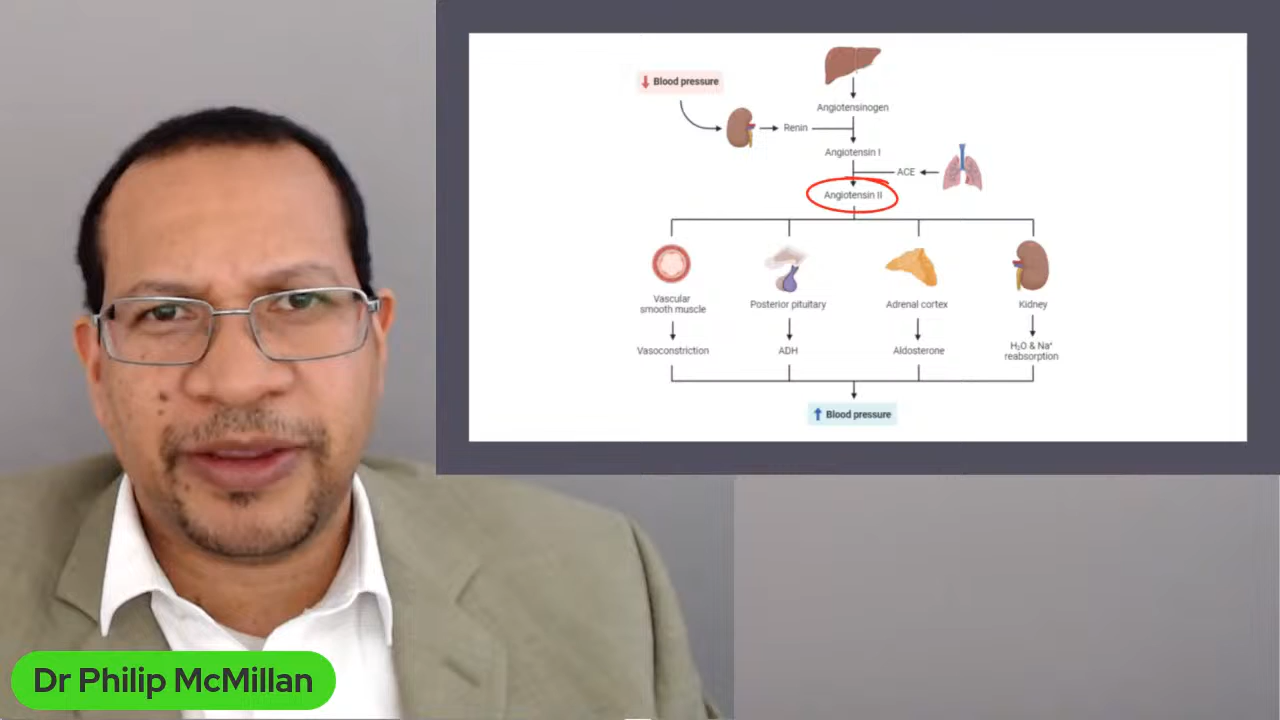 ↓ Blood pressure
Angiotensinogen
Renin
Angiotensin I
ACE
Angiotensin II
Vascular
smooth muscle
Posterior pituitary
Adrenal cortex
Kidney
Vasoconstriction
ADH
Aldosterone
H₂O & Na⁺
reabsorption
↑ Blood pressure
Dr Philip McMillan